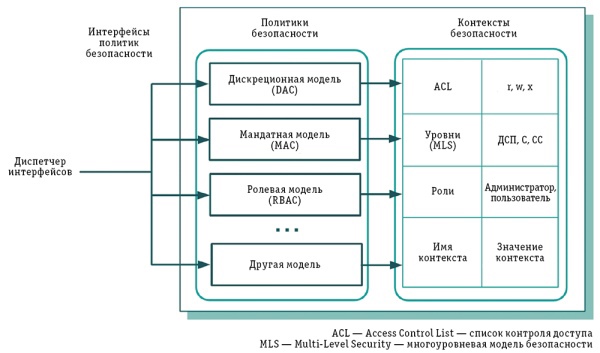 Интерфейсы
политик
безопасности
Политики
безопасности
Контексты
безопасности
Диспетчер
интерфейсов
Дискреционная модель
(DAC)
ACL
r, w, x
Мандатная модель
(MAC)
Уровни
(MLS)
ДСП, С, СС
Ролевая модель
(RBAC)
Роли
Администратор,
пользователь
...
Другая модель
Имя
контекста
Значение
контекста
ACL — Access Control List — список контроля доступа
MLS — Multi-Level Security — многоуровневая модель безопасности